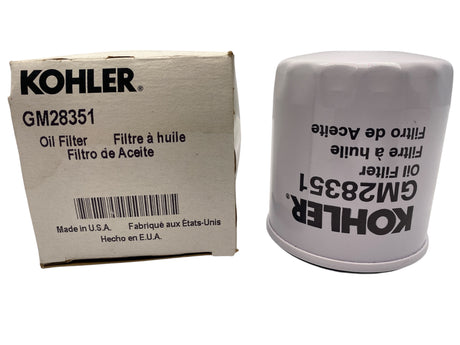 KOHLER®
GM28351
Oil Filter Filtre à huile
Filtro de Aceite
Made in U.S.A. Fabriqué aux États-Unis
Hecho en E.U.A.
KOHLER®
GM28351
Oil Filter
Filtre à huile
Filtro de Aceite